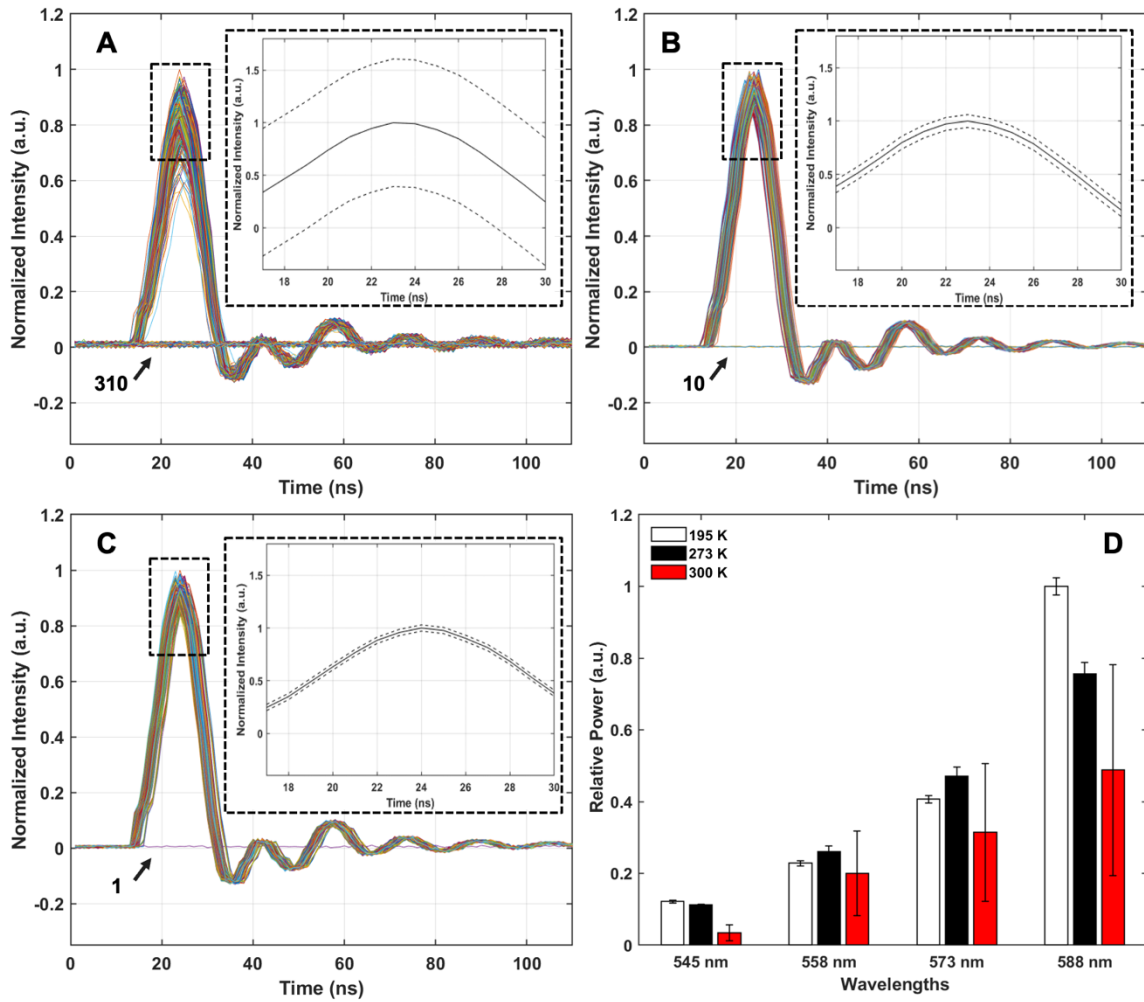 A
Normalized Intensity (a.u.)
1.2
1
0.8
0.6
0.4
0.2
0
-0.2
0 20 40 60 80 100
Time (ns)
310
Normalized Intensity (a.u.)
1.5
1
0.5
0
18 20 22 24 26 28 30
Time (ns)
B
Normalized Intensity (a.u.)
1.2
1
0.8
0.6
0.4
0.2
0
-0.2
0 20 40 60 80 100
Time (ns)
10
Normalized Intensity (a.u.)
1.5
1
0.5
0
18 20 22 24 26 28 30
Time (ns)
C
Normalized Intensity (a.u.)
1.2
1
0.8
0.6
0.4
0.2
0
-0.2
0 20 40 60 80 100
Time (ns)
1
Normalized Intensity (a.u.)
1.5
1
0.5
0
18 20 22 24 26 28 30
Time (ns)
D
195 K
273 K
300 K
Relative Power (a.u.)
1.2
1
0.8
0.6
0.4
0.2
0
545 nm 558 nm 573 nm 588 nm
Wavelengths